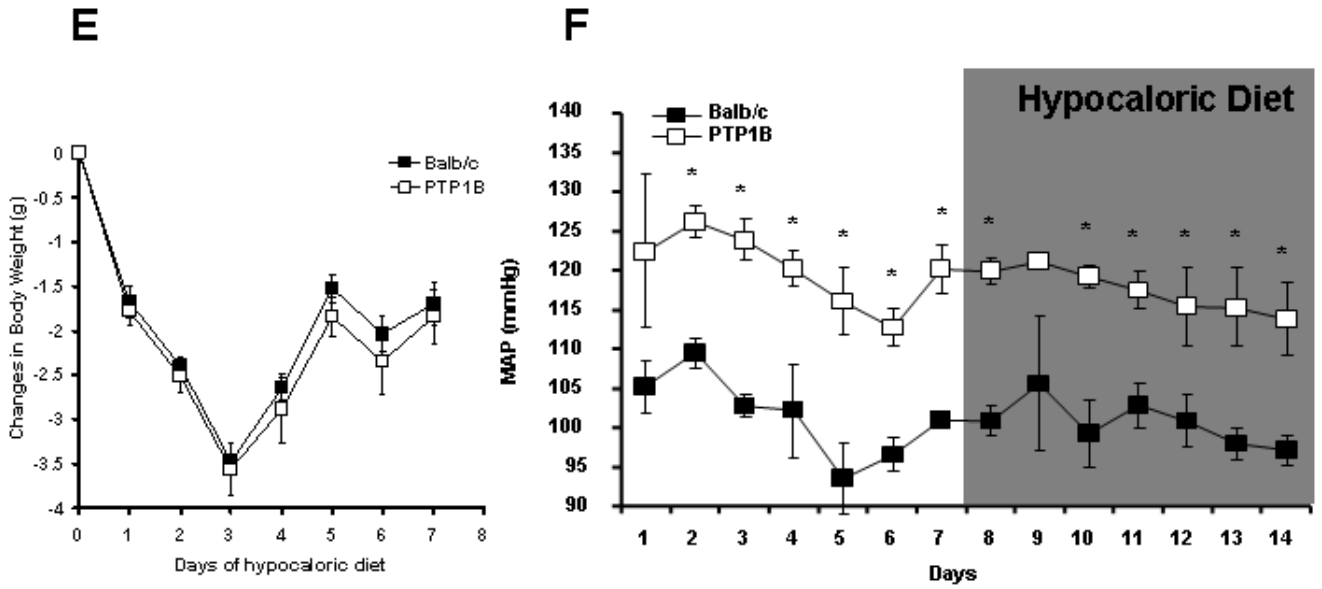 E
0
-0.5
-1
-1.5
-2
-2.5
-3
-3.5
-4
Changes in Body Weight (g)
Balb/c
PTP1B
0 1 2 3 4 5 6 7 8
Days of hypocaloric diet
F
Hypocaloric Diet
140
135
130
125
120
115
110
105
100
95
90
MAP (mmHg)
Balb/c
PTP1B
* * * * * * * * * * * *
1 2 3 4 5 6 7 8 9 10 11 12 13 14
Days